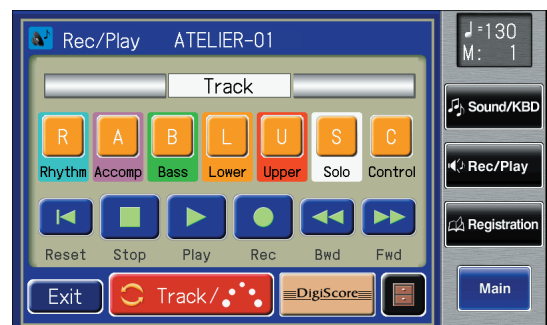 Rec/Play ATELIER-01
♩=130
M: 1
Track
R A B L U S C
Rhythm Accomp Bass Lower Upper Solo Control
Reset Stop Play Rec Bwd Fwd
Exit Track/ DigiScore
Sound/KBD
Rec/Play
Registration
Main